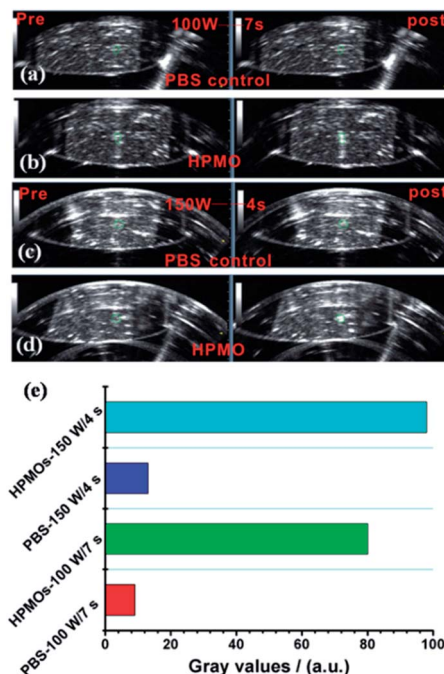 Pre 100W 7s post
(a) PBS control
(b) HPMO
Pre 150W 4s post
(c) PBS control
(d) HPMO
(e)
HPMOs-150 W/4 s
PBS-150 W/4 s
HPMOs-100 W/7 s
PBS-100 W/7 s
0 20 40 60 80 100
Gray values / (a.u.)